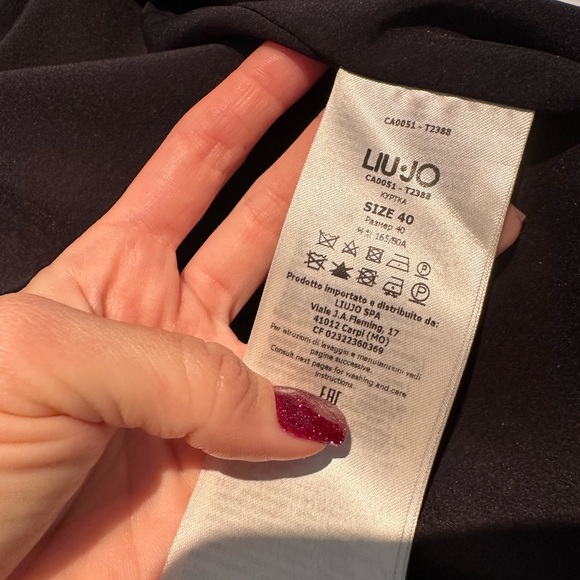 CA0051 - T2388
LIU·JO
CA0051 - T2388
КУРТКА
SIZE 40
Размер 40
165/80A
Prodotto importato e distribuito da:
LIUJO SPA
Viale J.A.Fleming, 17
41012 Carpi (MO)
CF 02322360369
Per istruzioni di lavaggio e manutenzioni vedi
pagine successive.
Consult next pages for washing and care
instructions.
EAC